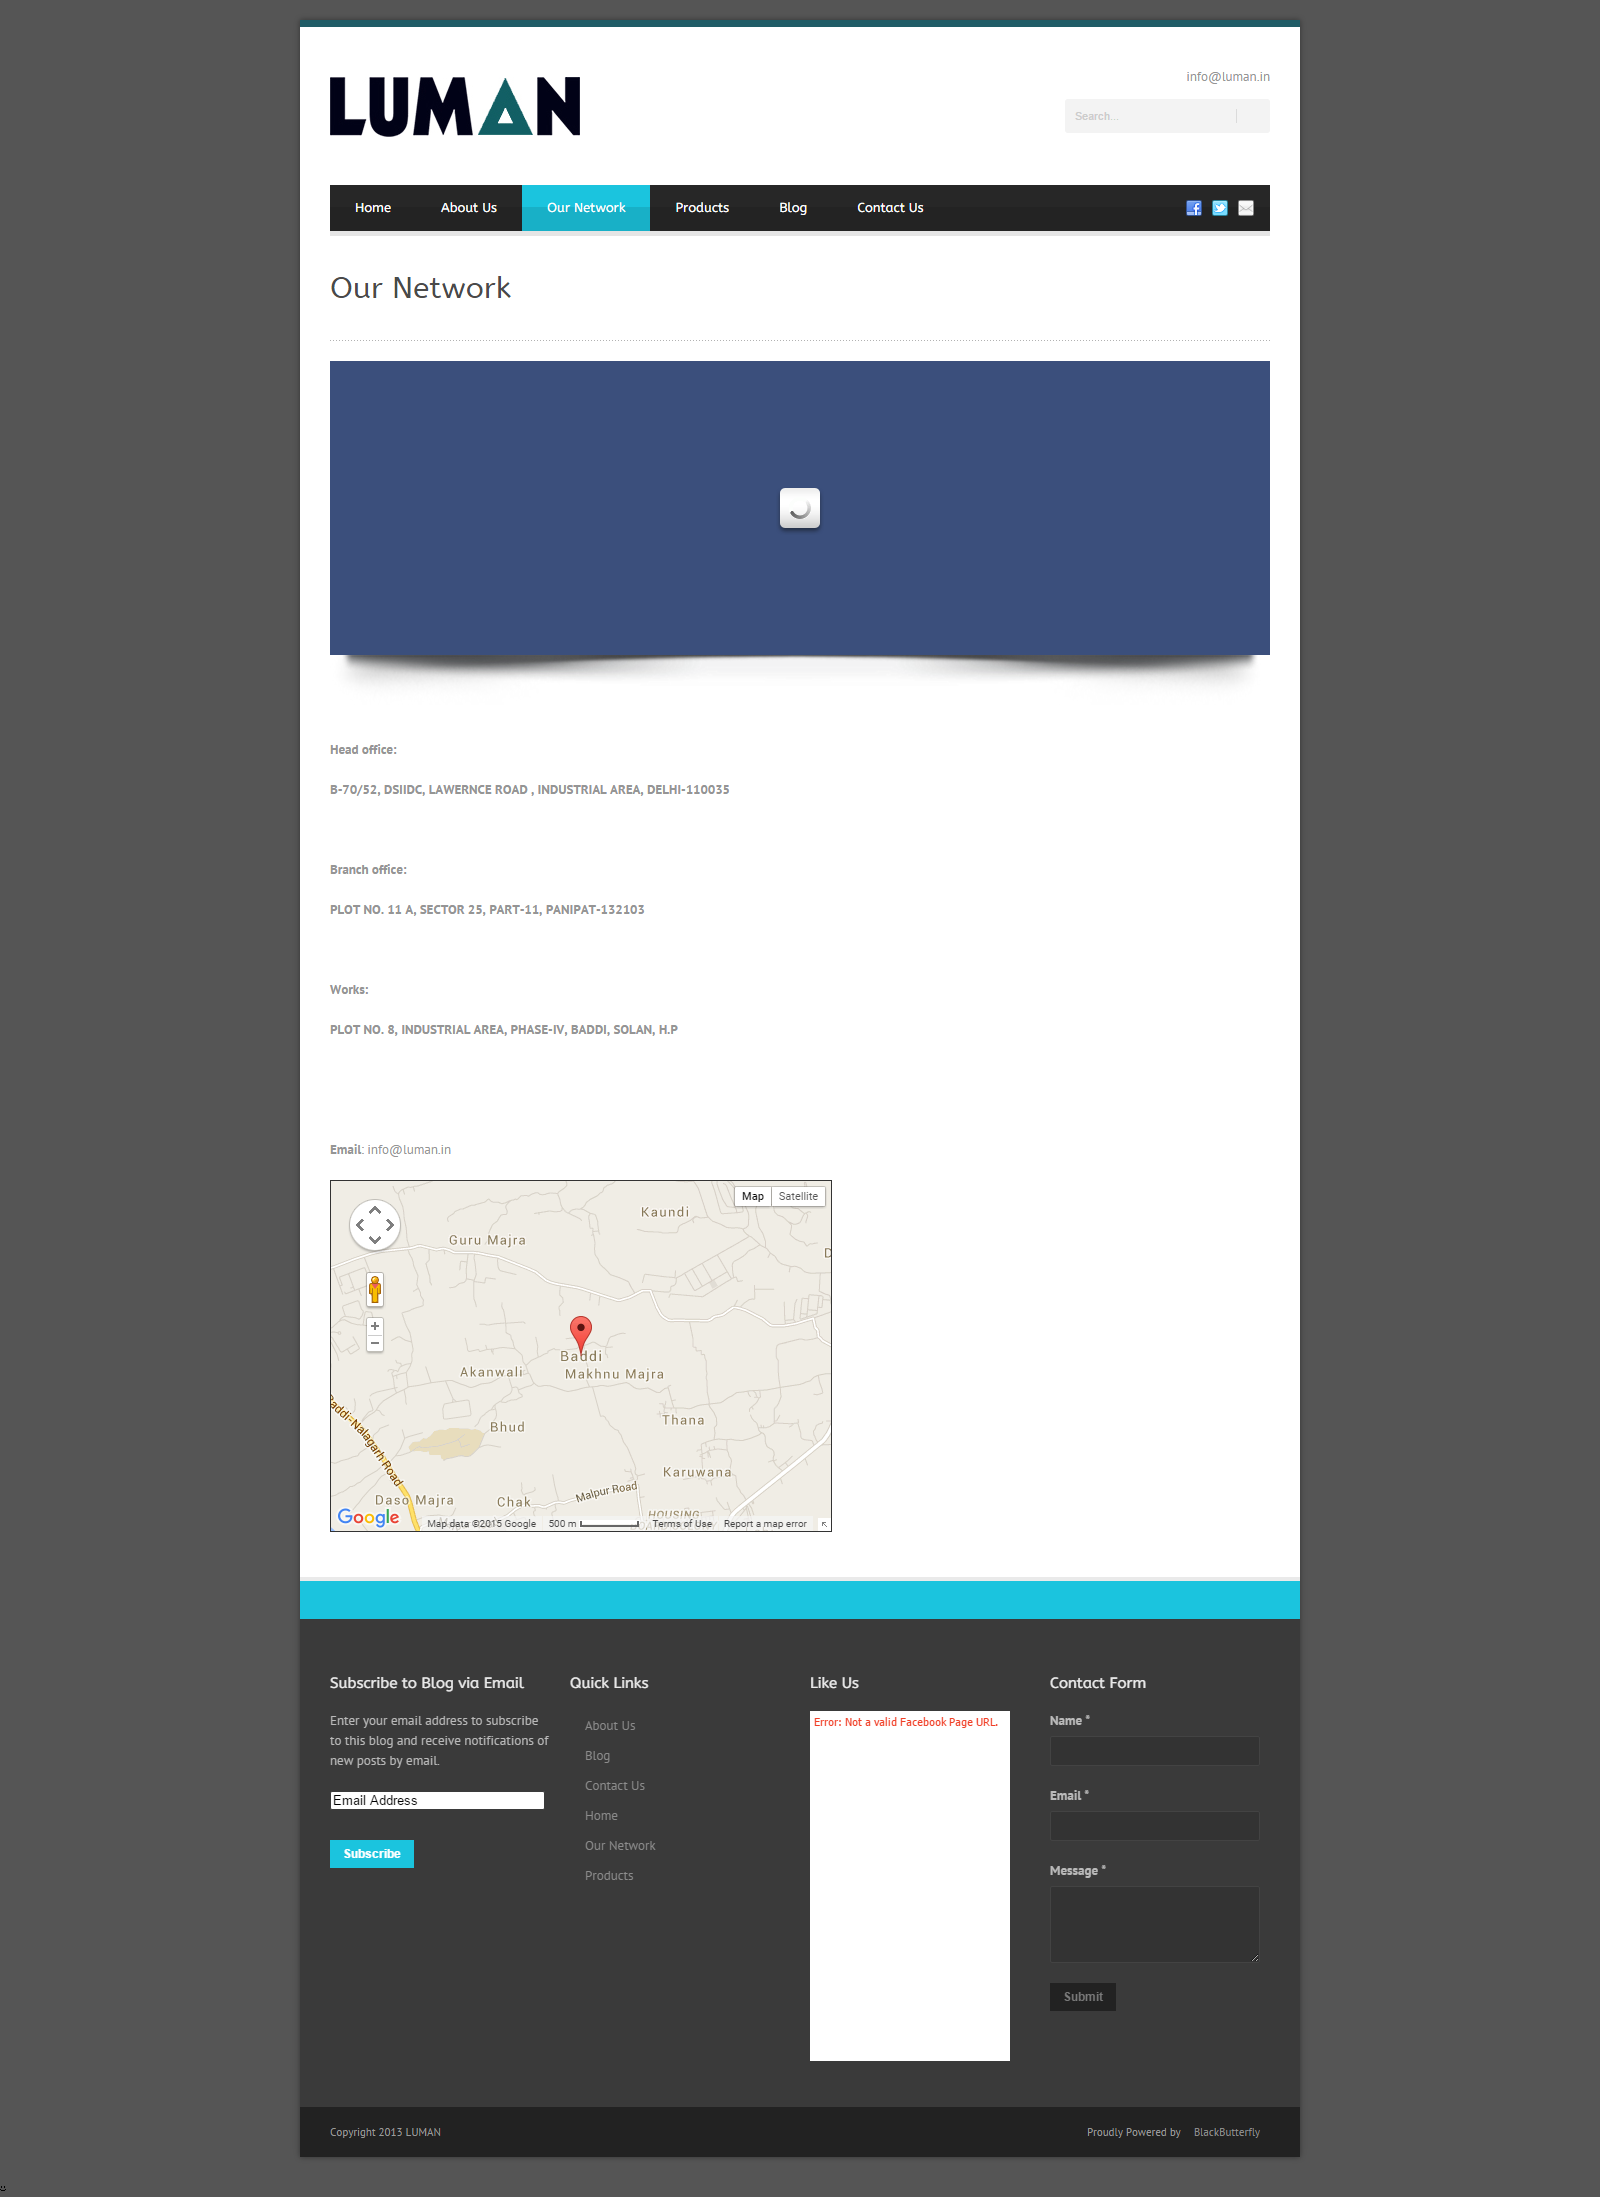 LUMAN
info@luman.in
Search...
Home About Us Our Network Products Blog Contact Us
Our Network
Head office:
B-70/52, DSIIDC, LAWERNCE ROAD , INDUSTRIAL AREA, DELHI-110035
Branch office:
PLOT NO. 11 A, SECTOR 25, PART-11, PANIPAT-132103
Works:
PLOT NO. 8, INDUSTRIAL AREA, PHASE-IV, BADDI, SOLAN, H.P
Email: info@luman.in
Map Satellite
Kaundi
Guru Majra
D
Baddi
Akanwali
Makhnu Majra
Thana
Bhud
Baddi-Nalagarh Road
Karuwana
Malpur Road
Daso Majra
Chak
HOUSING
Google
Map data ©2015 Google 500 m Terms of Use Report a map error
Subscribe to Blog via Email
Enter your email address to subscribe
to this blog and receive notifications of
new posts by email.
Email Address
Subscribe
Quick Links
About Us
Blog
Contact Us
Home
Our Network
Products
Like Us
Error: Not a valid Facebook Page URL.
Contact Form
Name *
Email *
Message *
Submit
Copyright 2013 LUMAN
Proudly Powered by BlackButterfly